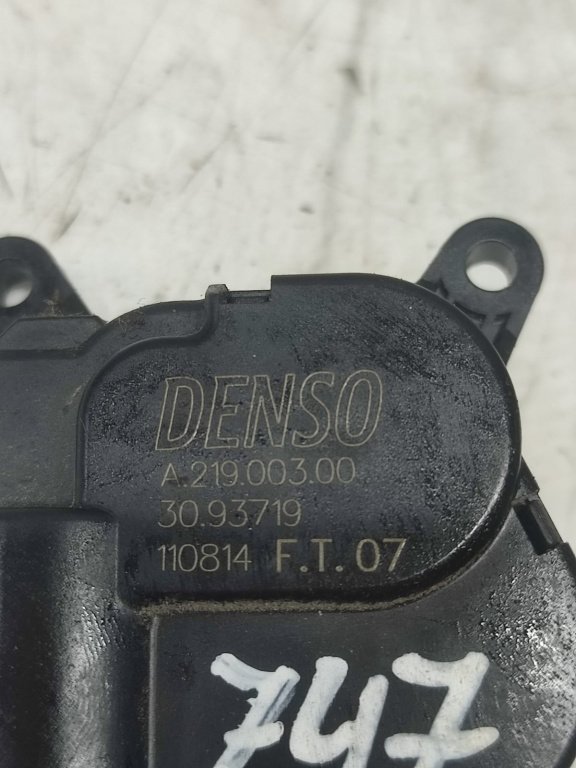 DENSO
A.219.003.00
30.93719
110814 F.T. 07
747